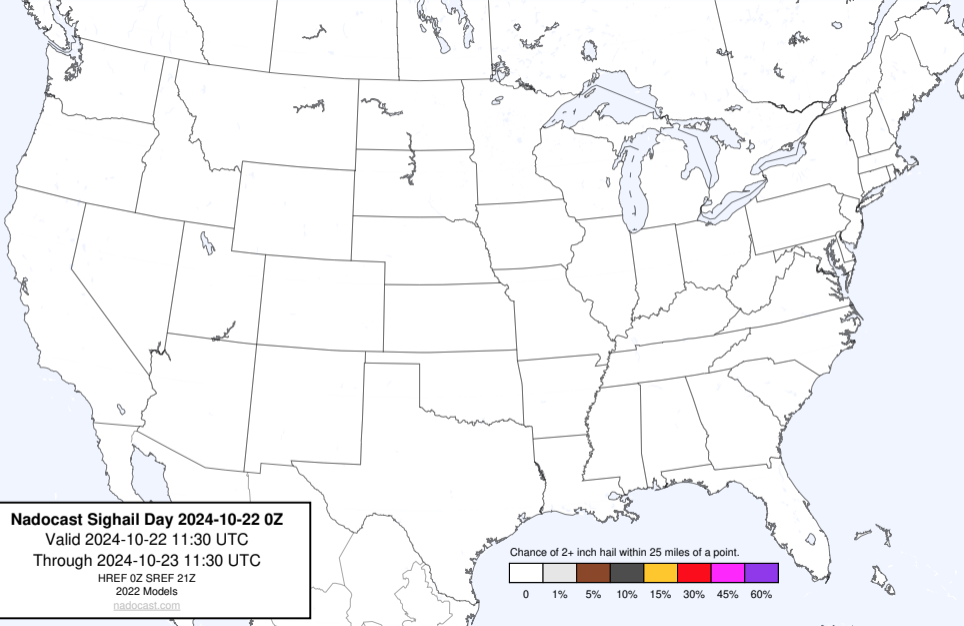 Nadocast Sighail Day 2024-10-22 0Z
Valid 2024-10-22 11:30 UTC
Through 2024-10-23 11:30 UTC
HREF 0Z SREF 21Z
2022 Models
nadocast.com
Chance of 2+ inch hail within 25 miles of a point.
0 1% 5% 10% 15% 30% 45% 60%